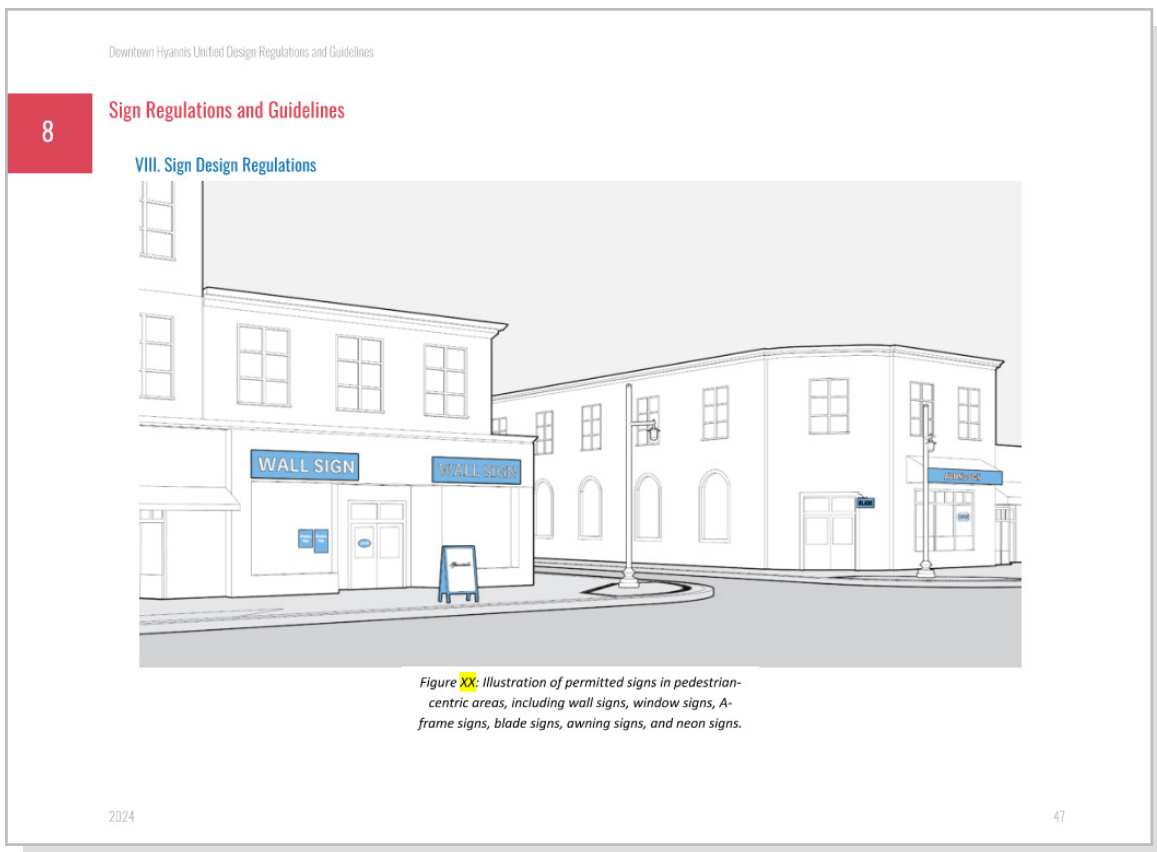 Downtown Hyannis Unified Design Regulations and Guidelines
8
Sign Regulations and Guidelines
VIII. Sign Design Regulations
WALL SIGN
WALL SIGN
BLADE
AWNING SIGN
Figure XX: Illustration of permitted signs in pedestrian-
centric areas, including wall signs, window signs, A-
frame signs, blade signs, awning signs, and neon signs.
2024
47